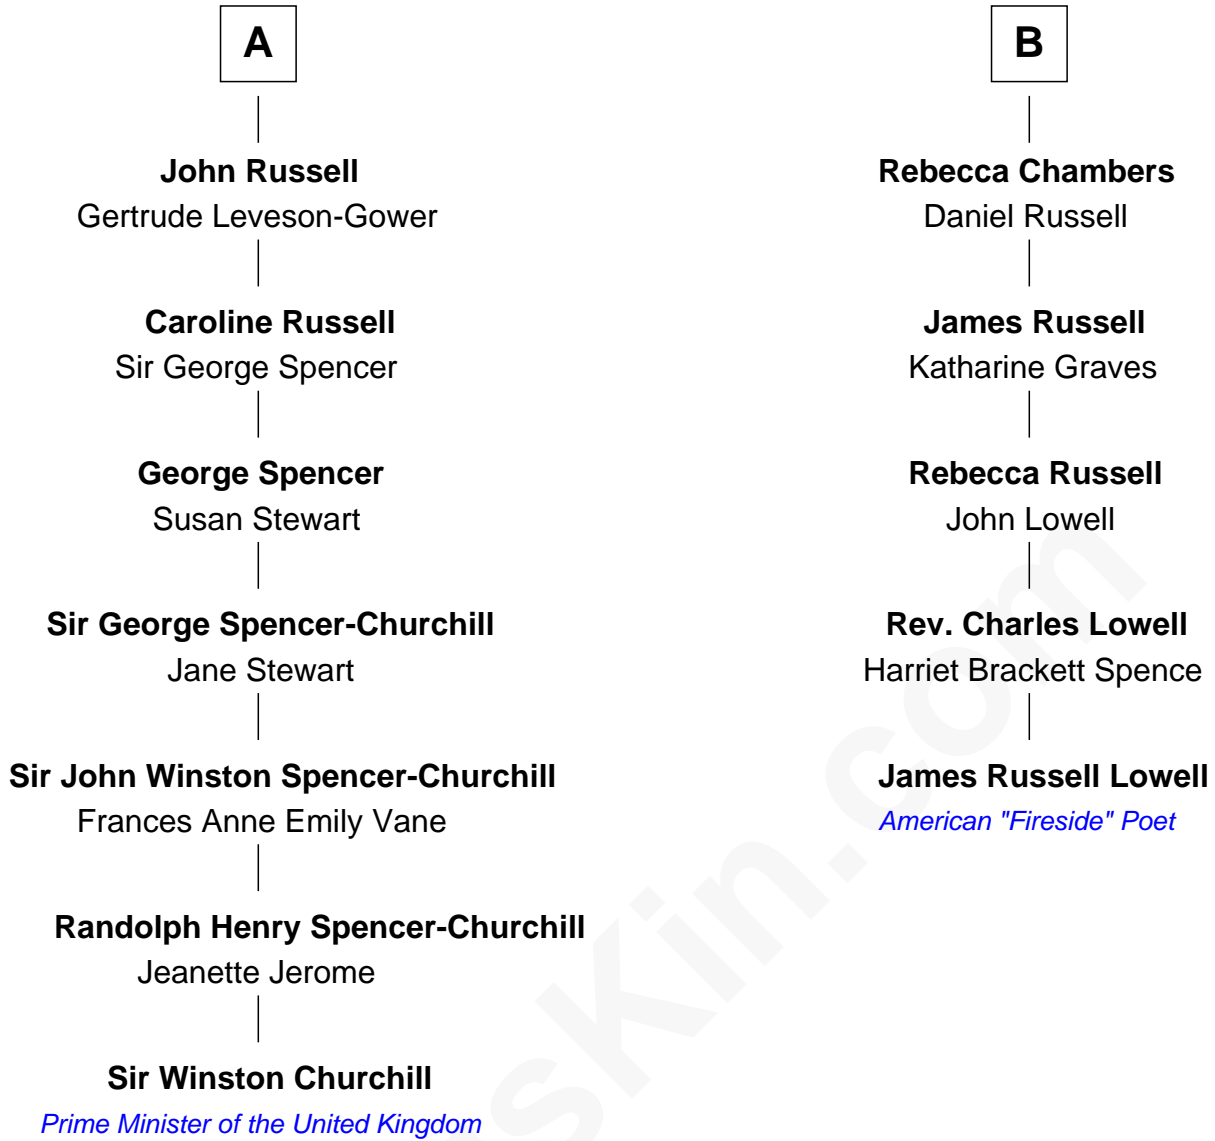 A
John Russell
Gertrude Leveson-Gower
Caroline Russell
Sir George Spencer
George Spencer
Susan Stewart
Sir George Spencer-Churchill
Jane Stewart
Sir John Winston Spencer-Churchill
Frances Anne Emily Vane
Randolph Henry Spencer-Churchill
Jeanette Jerome
Sir Winston Churchill
Prime Minister of the United Kingdom
B
Rebecca Chambers
Daniel Russell
James Russell
Katharine Graves
Rebecca Russell
John Lowell
Rev. Charles Lowell
Harriet Brackett Spence
James Russell Lowell
American "Fireside" Poet
sKin.com